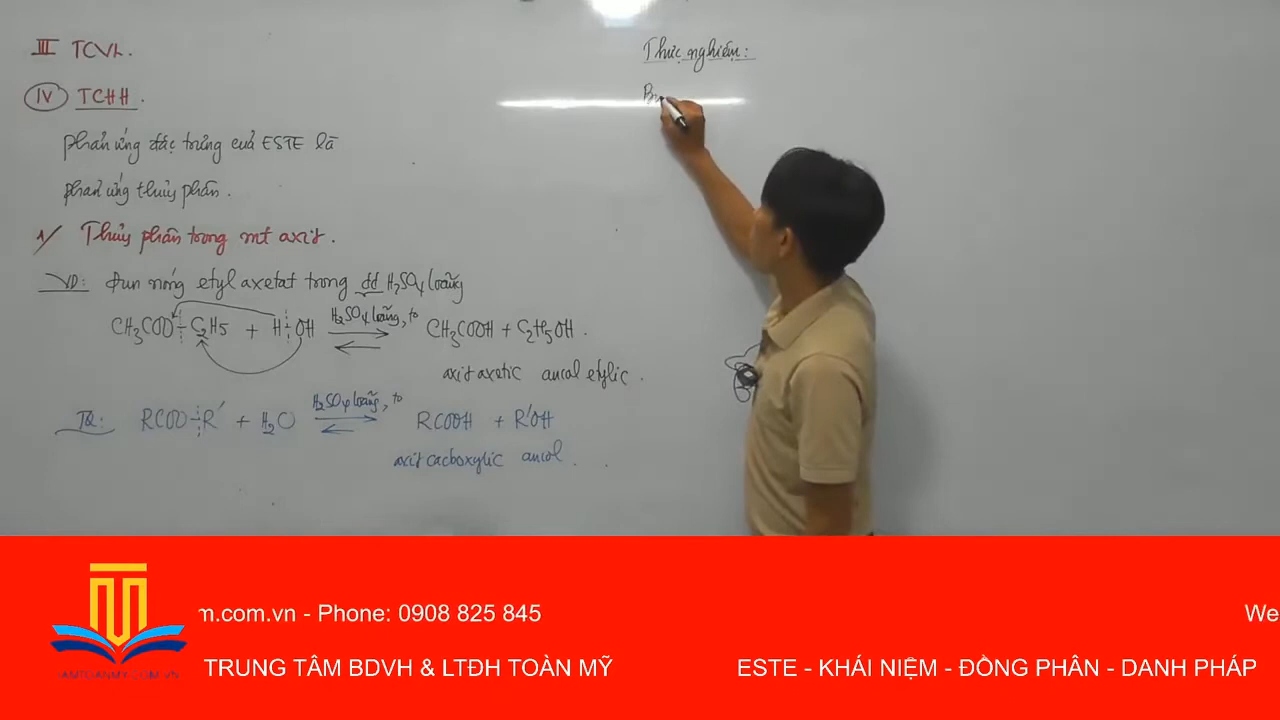 III TCVL.
IV TCHH.
phản ứng đặc trưng của ESTE là
phản ứng thủy phân.
1/ Thủy phân trong mt axit.
VD: Đun nóng etyl axetat trong dd H2SO4 loãng
CH3COO-C2H5 + H-OH H2SO4 loãng, to CH3COOH + C2H5OH.
axit axetic ancol etylic.
TQ: RCOO-R' + H2O H2SO4 loãng, to RCOOH + R'OH
axit cacboxylic ancol.
Thực nghiệm:
m.com.vn - Phone: 0908 825 845
We
TRUNG TÂM BDVH & LTĐH TOÀN MỸ
ESTE - KHÁI NIỆM - ĐỒNG PHÂN - DANH PHÁP